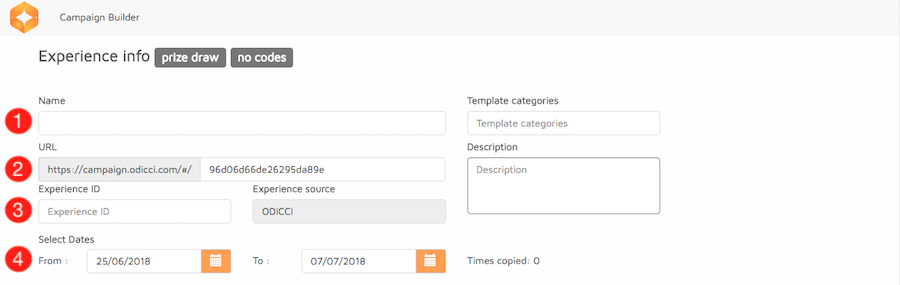 Campaign Builder
Experience info prize draw no codes
Name
Template categories
1
Template categories
URL
Description
2 https://campaign.odicci.com/#/ 96d06d66de26295da89e
Description
Experience ID Experience source
3 Experience ID ODICCI
Select Dates
4 From : 25/06/2018 To : 07/07/2018 Times copied: 0